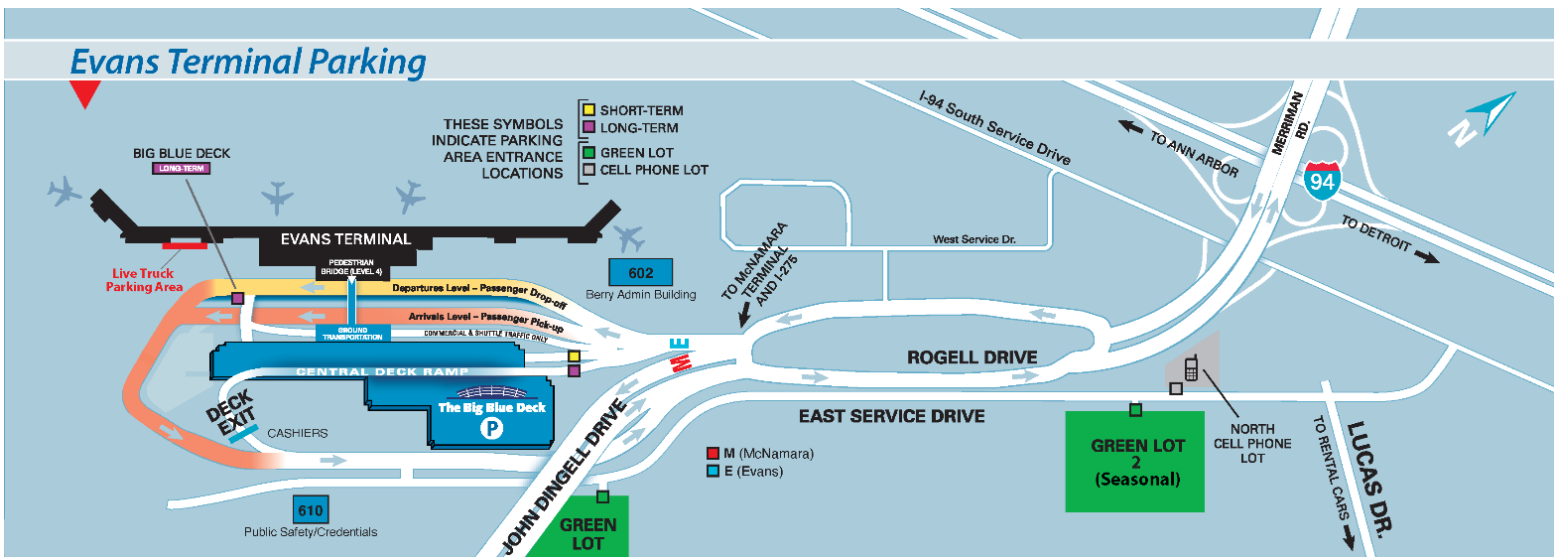 Evans Terminal Parking
THESE SYMBOLS
INDICATE PARKING
AREA ENTRANCE
LOCATIONS
SHORT-TERM
LONG-TERM
GREEN LOT
CELL PHONE LOT
I-94 South Service Drive
TO ANN ARBOR
MERRIMAN
RD.
94
TO DETROIT
N
BIG BLUE DECK
LONG-TERM
EVANS TERMINAL
PEDESTRIAN
BRIDGE (LEVEL 4)
Live Truck
Parking Area
602
Berry Admin Building
TO McNAMARA
TERMINAL
AND I-275
West Service Dr.
Departures Level – Passenger Drop-off
Arrivals Level – Passenger Pick-up
COMMERCIAL & SHUTTLE TRAFFIC ONLY
GROUND
TRANSPORTATION
E
M
ROGELL DRIVE
CENTRAL DECK RAMP
The Big Blue Deck
P
DECK
EXIT
CASHIERS
JOHN DINGELL DRIVE
EAST SERVICE DRIVE
M (McNamara)
E (Evans)
GREEN LOT
2
(Seasonal)
NORTH
CELL PHONE
LOT
LUCAS DR.
TO RENTAL CARS
610
Public Safety/Credentials
GREEN
LOT